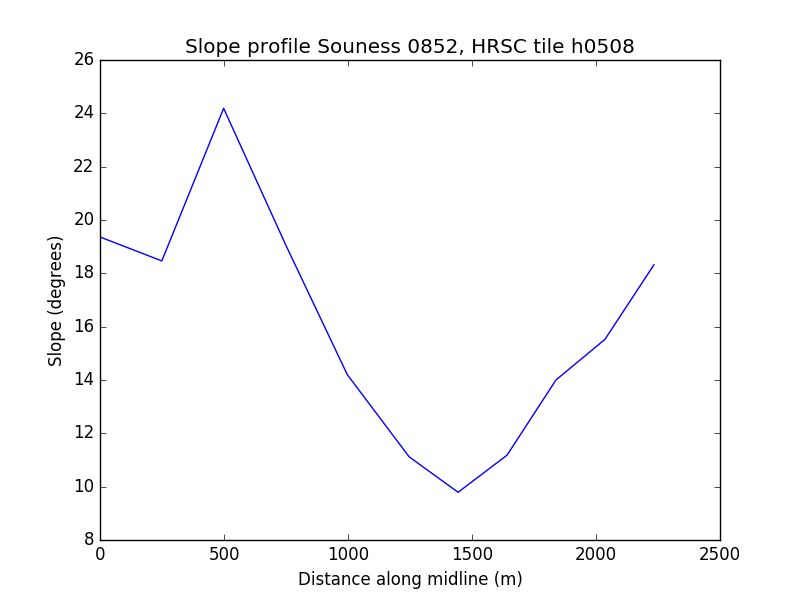 Slope profile Souness 0852, HRSC tile h0508
26
24
22
20
18
16
14
12
10
8
Slope (degrees)
0 500 1000 1500 2000 2500
Distance along midline (m)